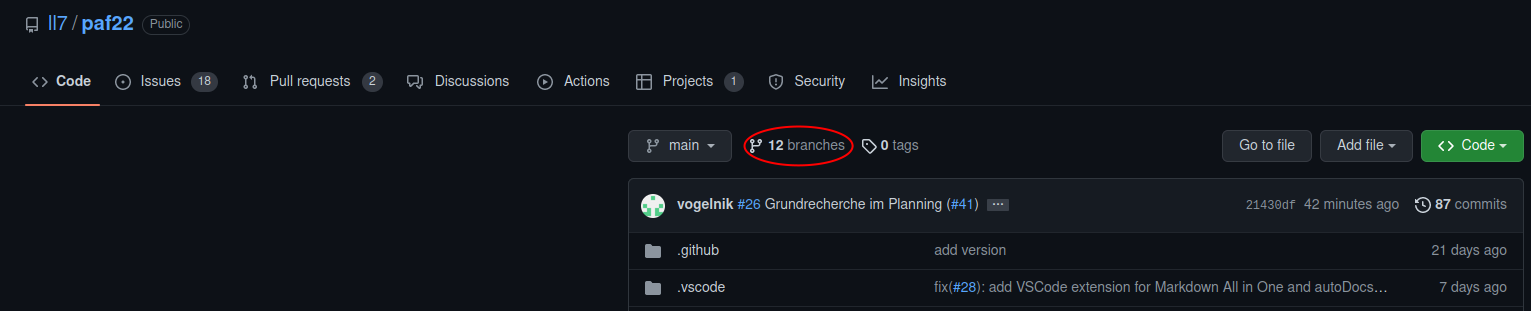 ll7 / paf22 Public
Code Issues 18 Pull requests 2 Discussions Actions Projects 1 Security Insights
main 12 branches 0 tags Go to file Add file Code
vogelnik #26 Grundrecherche im Planning (#41) ... 21430df 42 minutes ago 87 commits
.github add version 21 days ago
.vscode fix(#28): add VSCode extension for Markdown All in One and autoDocs... 7 days ago